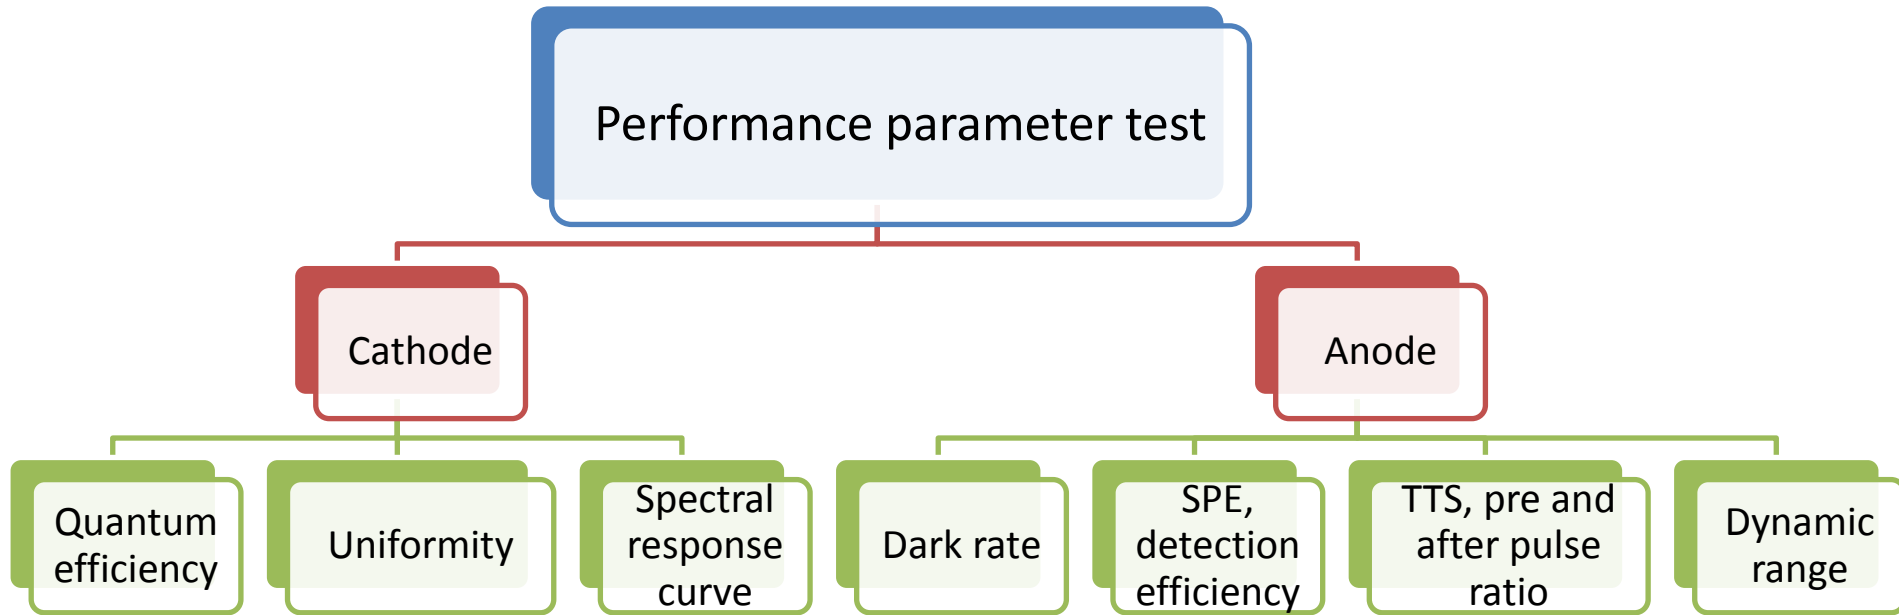 Performance parameter test
Cathode
Anode
Quantum
efficiency
Uniformity
Spectral
response
curve
Dark rate
SPE,
detection
efficiency
TTS, pre and
after pulse
ratio
Dynamic
range